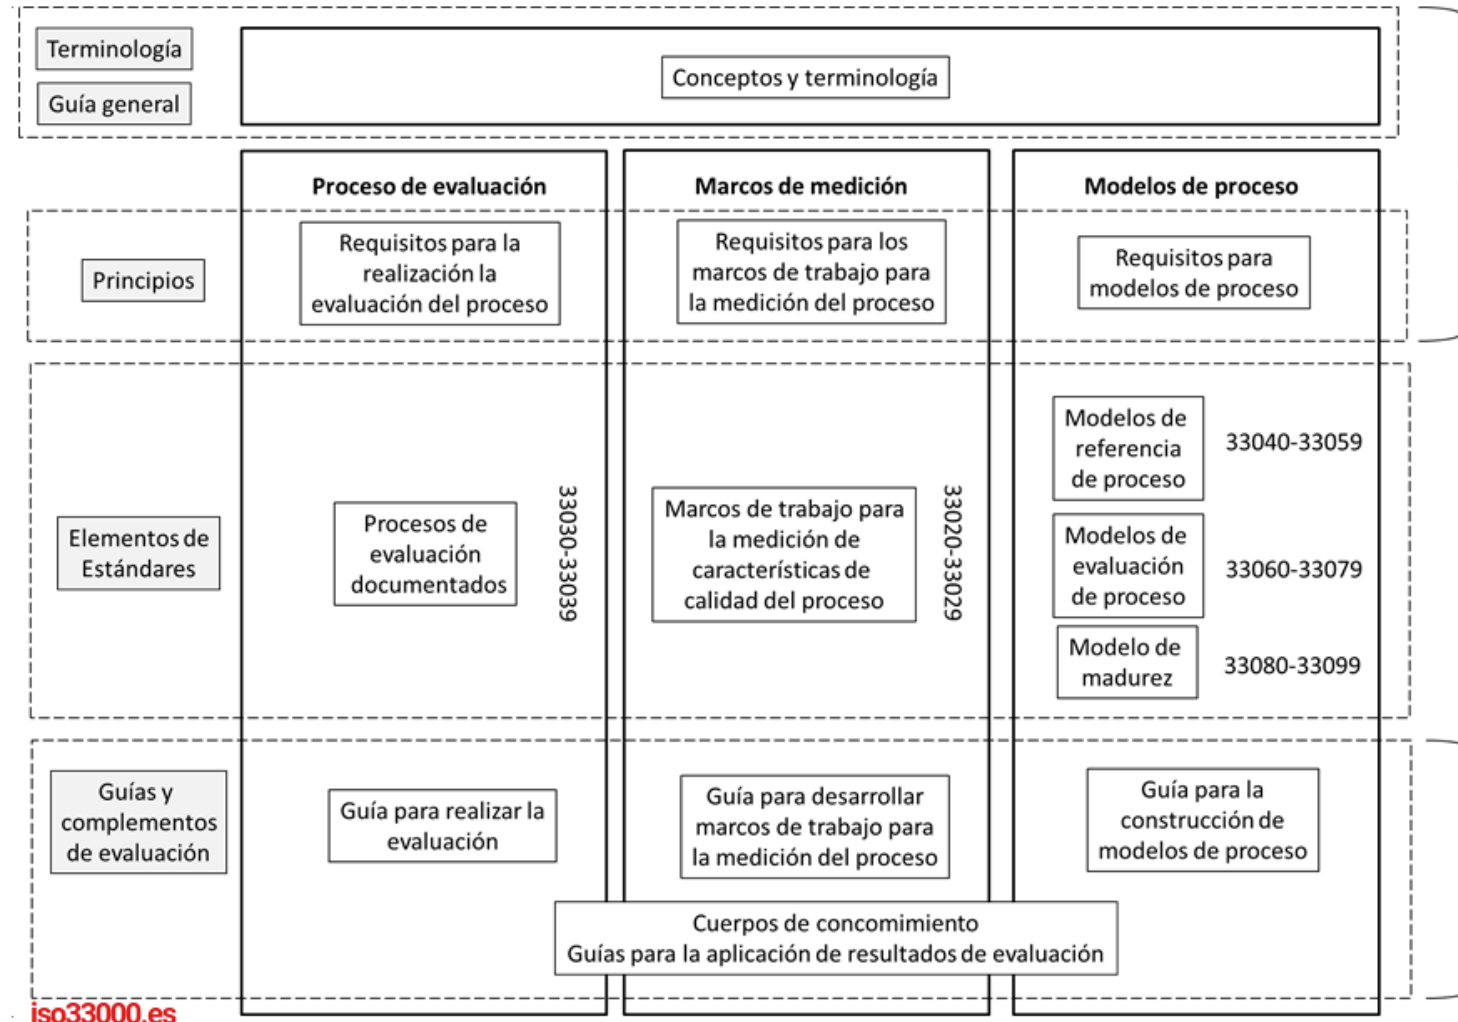 Terminología
Guía general
Conceptos y terminología
Proceso de evaluación
Marcos de medición
Modelos de proceso
Principios
Requisitos para la
realización la
evaluación del proceso
Requisitos para los
marcos de trabajo para
la medición del proceso
Requisitos para
modelos de proceso
Elementos de
Estándares
Procesos de
evaluación
documentados
33030-33039
Marcos de trabajo para
la medición de
características de
calidad del proceso
33020-33029
Modelos de
referencia
de proceso
33040-33059
Modelos de
evaluación
de proceso
33060-33079
Modelo de
madurez
33080-33099
Guías y
complementos
de evaluación
Guía para realizar la
evaluación
Guía para desarrollar
marcos de trabajo para
la medición del proceso
Guía para la
construcción de
modelos de proceso
Cuerpos de concomimiento
Guías para la aplicación de resultados de evaluación
iso33000.es